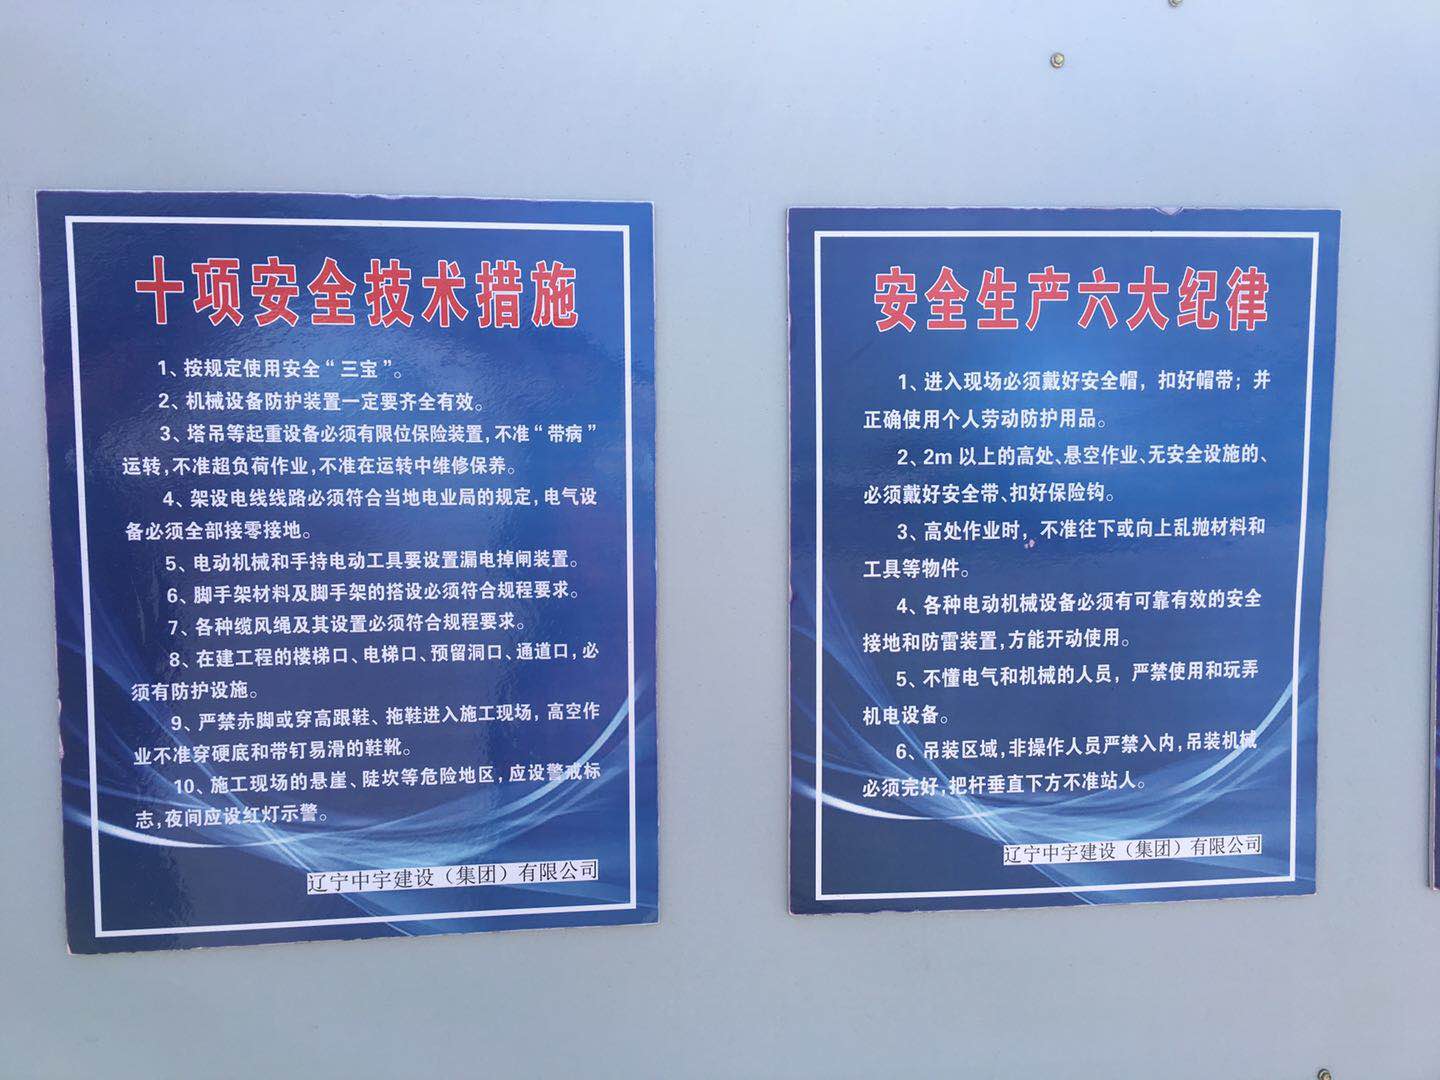 十项安全技术措施
1、按规定使用安全“三宝”。
2、机械设备防护装置一定要齐全有效。
3、塔吊等起重设备必须有限位保险装置,不准“带病”
运转,不准超负荷作业,不准在运转中维修保养。
4、架设电线线路必须符合当地电业局的规定,电气设
备必须全部接零接地。
5、电动机械和手持电动工具要设置漏电掉闸装置。
6、脚手架材料及脚手架的搭设必须符合规程要求。
7、各种缆风绳及其设置必须符合规程要求。
8、在建工程的楼梯口、电梯口、预留洞口、通道口,必
须有防护设施。
9、严禁赤脚或穿高跟鞋、拖鞋进入施工现场，高空作
业不准穿硬底和带钉易滑的鞋靴。
10、施工现场的悬崖、陡坎等危险地区，应设警戒标
志,夜间应设红灯示警。
辽宁中宇建设（集团）有限公司
安全生产六大纪律
1、进入现场必须戴好安全帽，扣好帽带；并
正确使用个人劳动防护用品。
2、2m 以上的高处、悬空作业、无安全设施的、
必须戴好安全带、扣好保险钩。
3、高处作业时，不准往下或向上乱抛材料和
工具等物件。
4、各种电动机械设备必须有可靠有效的安全
接地和防雷装置,方能开动使用。
5、不懂电气和机械的人员，严禁使用和玩弄
机电设备。
6、吊装区域,非操作人员严禁入内,吊装机械
必须完好,把杆垂直下方不准站人。
辽宁中宇建设（集团）有限公司